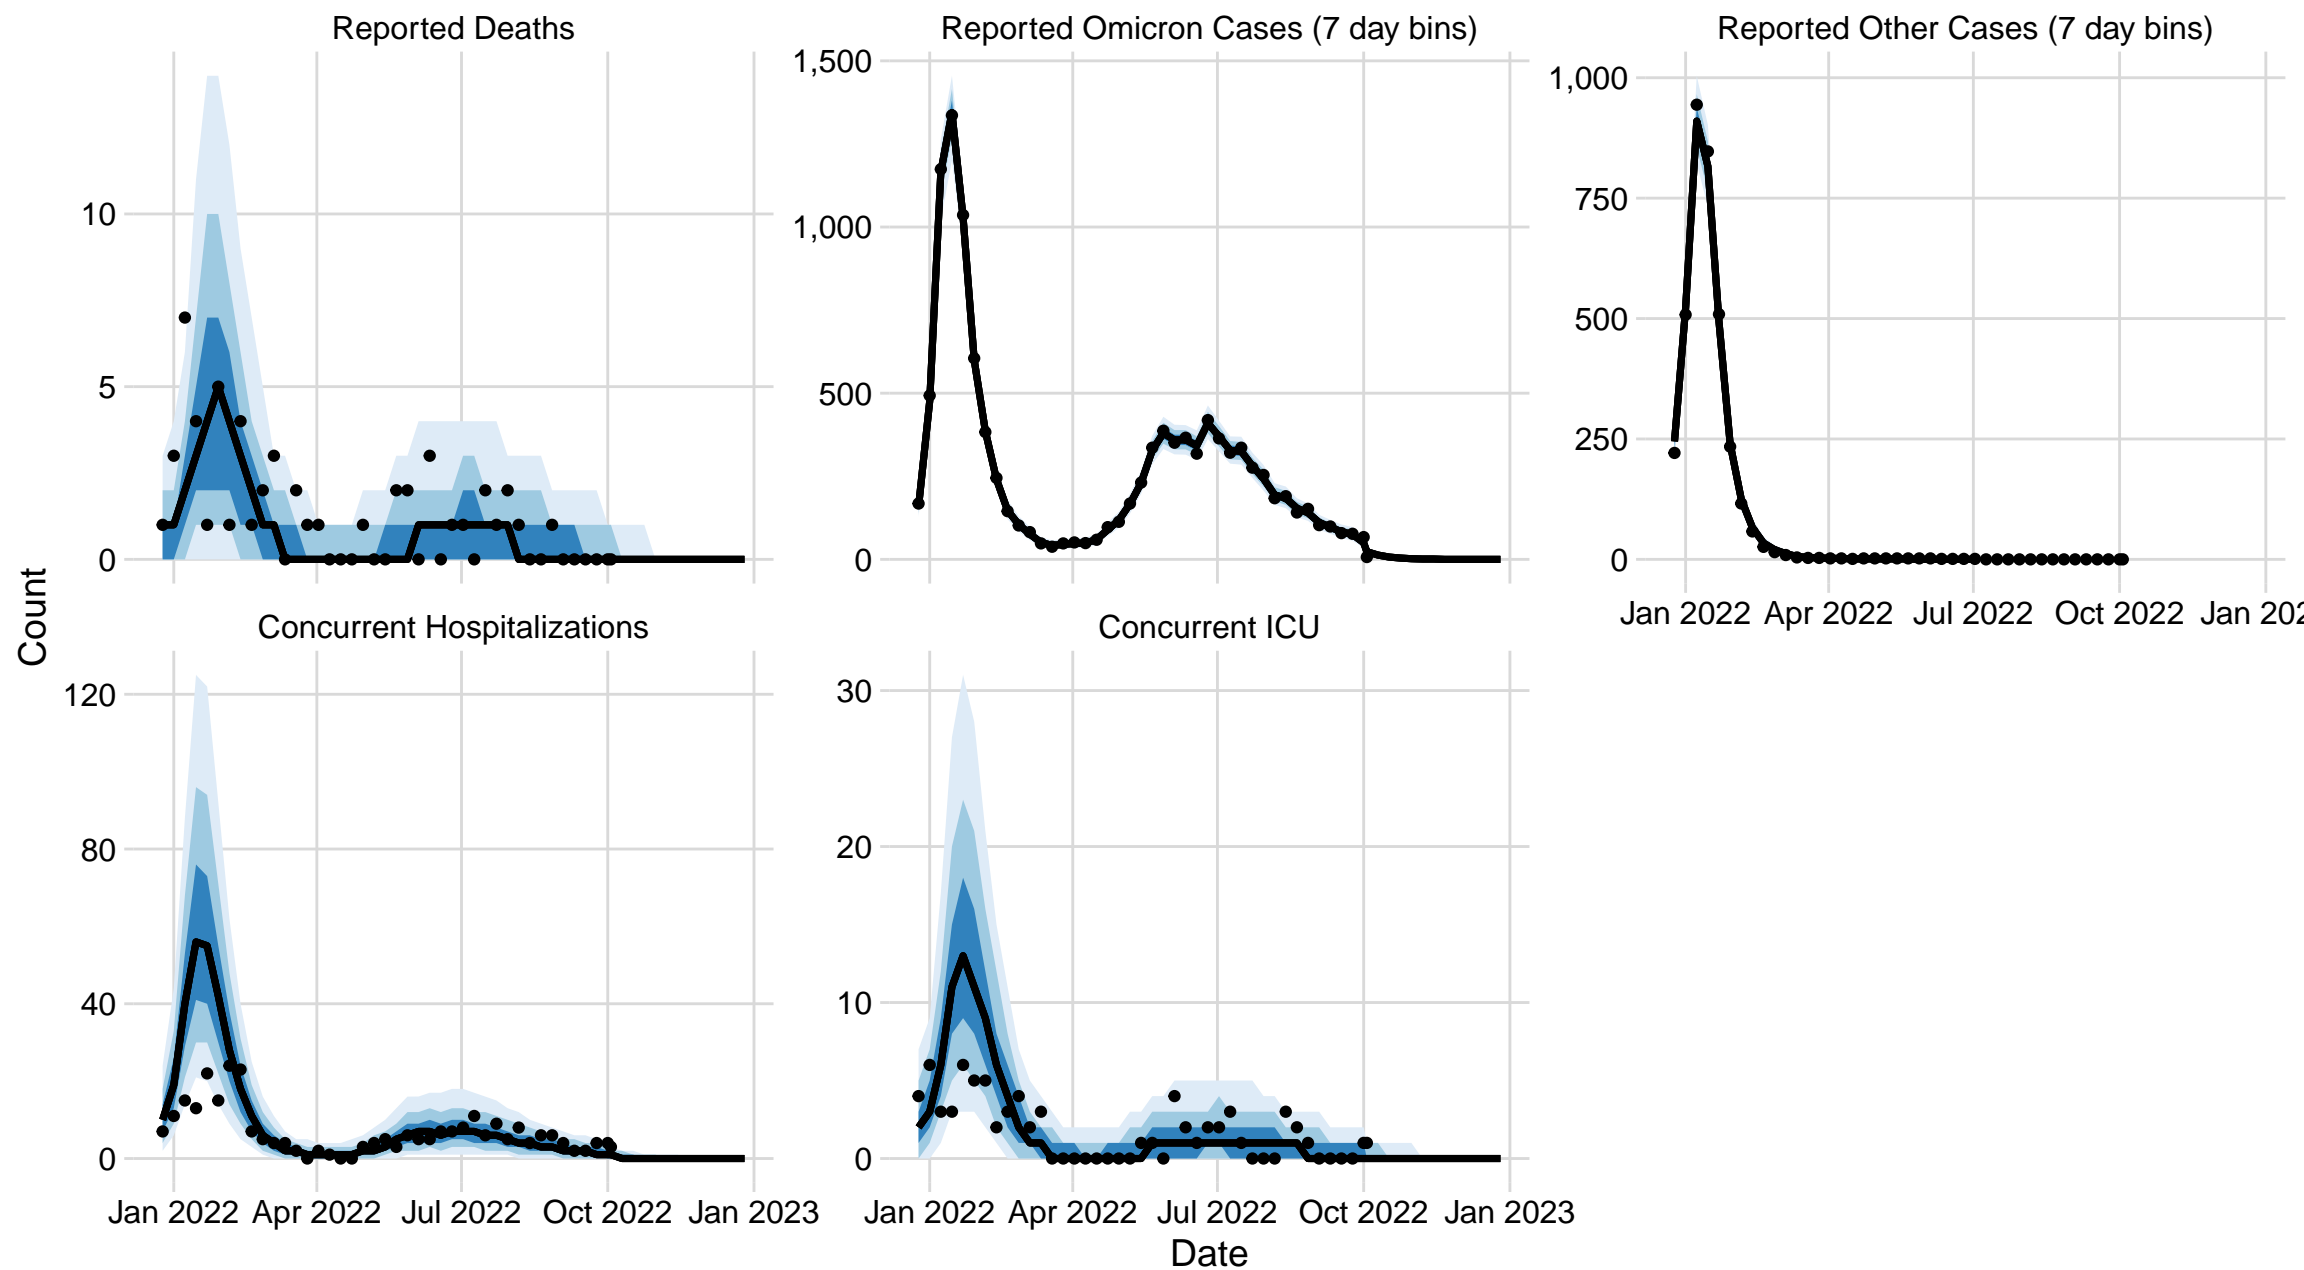 Reported Deaths
Reported Omicron Cases (7 day bins)
Reported Other Cases (7 day bins)
Count
10
5
0
1,500
1,000
500
0
1,000
750
500
250
0
Jan 2022 Apr 2022 Jul 2022 Oct 2022 Jan 202
Concurrent Hospitalizations
Concurrent ICU
120
80
40
0
30
20
10
0
Jan 2022 Apr 2022 Jul 2022 Oct 2022 Jan 2023
Jan 2022 Apr 2022 Jul 2022 Oct 2022 Jan 2023
Date